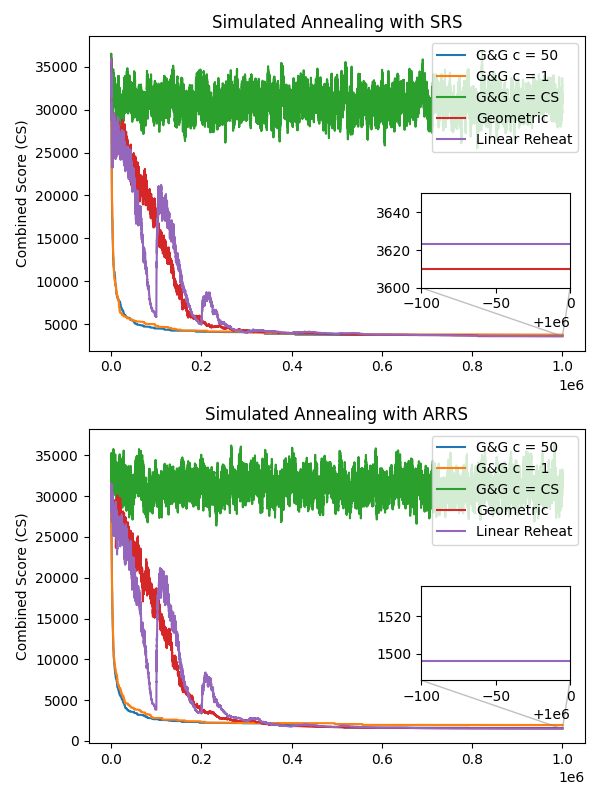 Simulated Annealing with SRS
Combined Score (CS)
35000
30000
25000
20000
15000
10000
5000
G&G c = 50
G&G c = 1
G&G c = CS
Geometric
Linear Reheat
3640
3620
3600
−100
−50
0
+1e6
0.0
0.2
0.4
0.6
0.8
1.0
1e6
Simulated Annealing with ARRS
Combined Score (CS)
35000
30000
25000
20000
15000
10000
5000
0
G&G c = 50
G&G c = 1
G&G c = CS
Geometric
Linear Reheat
1520
1500
−100
−50
0
+1e6
0.0
0.2
0.4
0.6
0.8
1.0
1e6